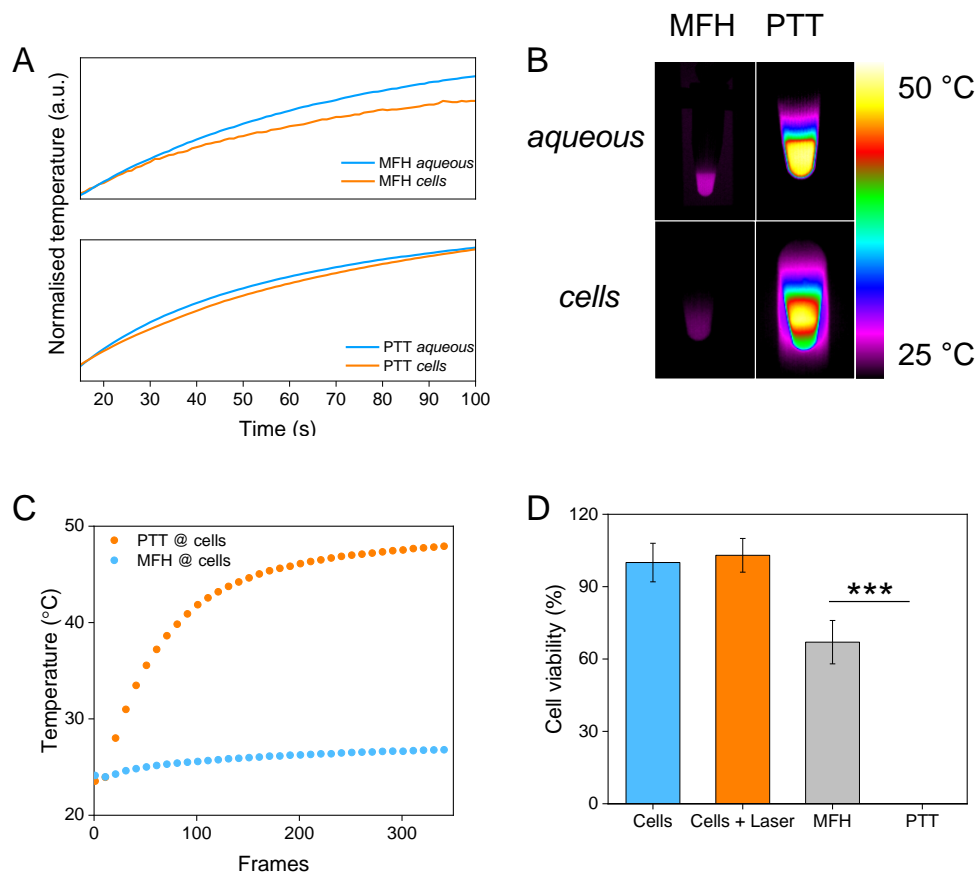 A
Normalised temperature (a.u.)
MFH aqueous
MFH cells
PTT aqueous
PTT cells
20 30 40 50 60 70 80 90 100
Time (s)
B
MFH PTT
aqueous
cells
50 °C
25 °C
C
Temperature (°C)
50
40
30
20
PTT @ cells
MFH @ cells
0 100 200 300
Frames
D
Cell viability (%)
120
90
60
30
0
***
Cells Cells + Laser MFH PTT